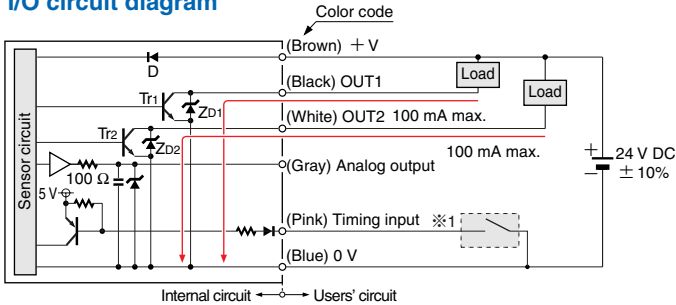 I/O circuit diagram
Color code
(Brown) +V
D
(Black) OUT1
Load
Load
Tr1
ZD1
(White) OUT2 100 mA max.
Tr2
ZD2
100 mA max.
Sensor circuit
(Gray) Analog output
24 V DC
± 10%
+
−
100 Ω
5 V
(Pink) Timing input ※1
(Blue) 0 V
Internal circuit
Users' circuit